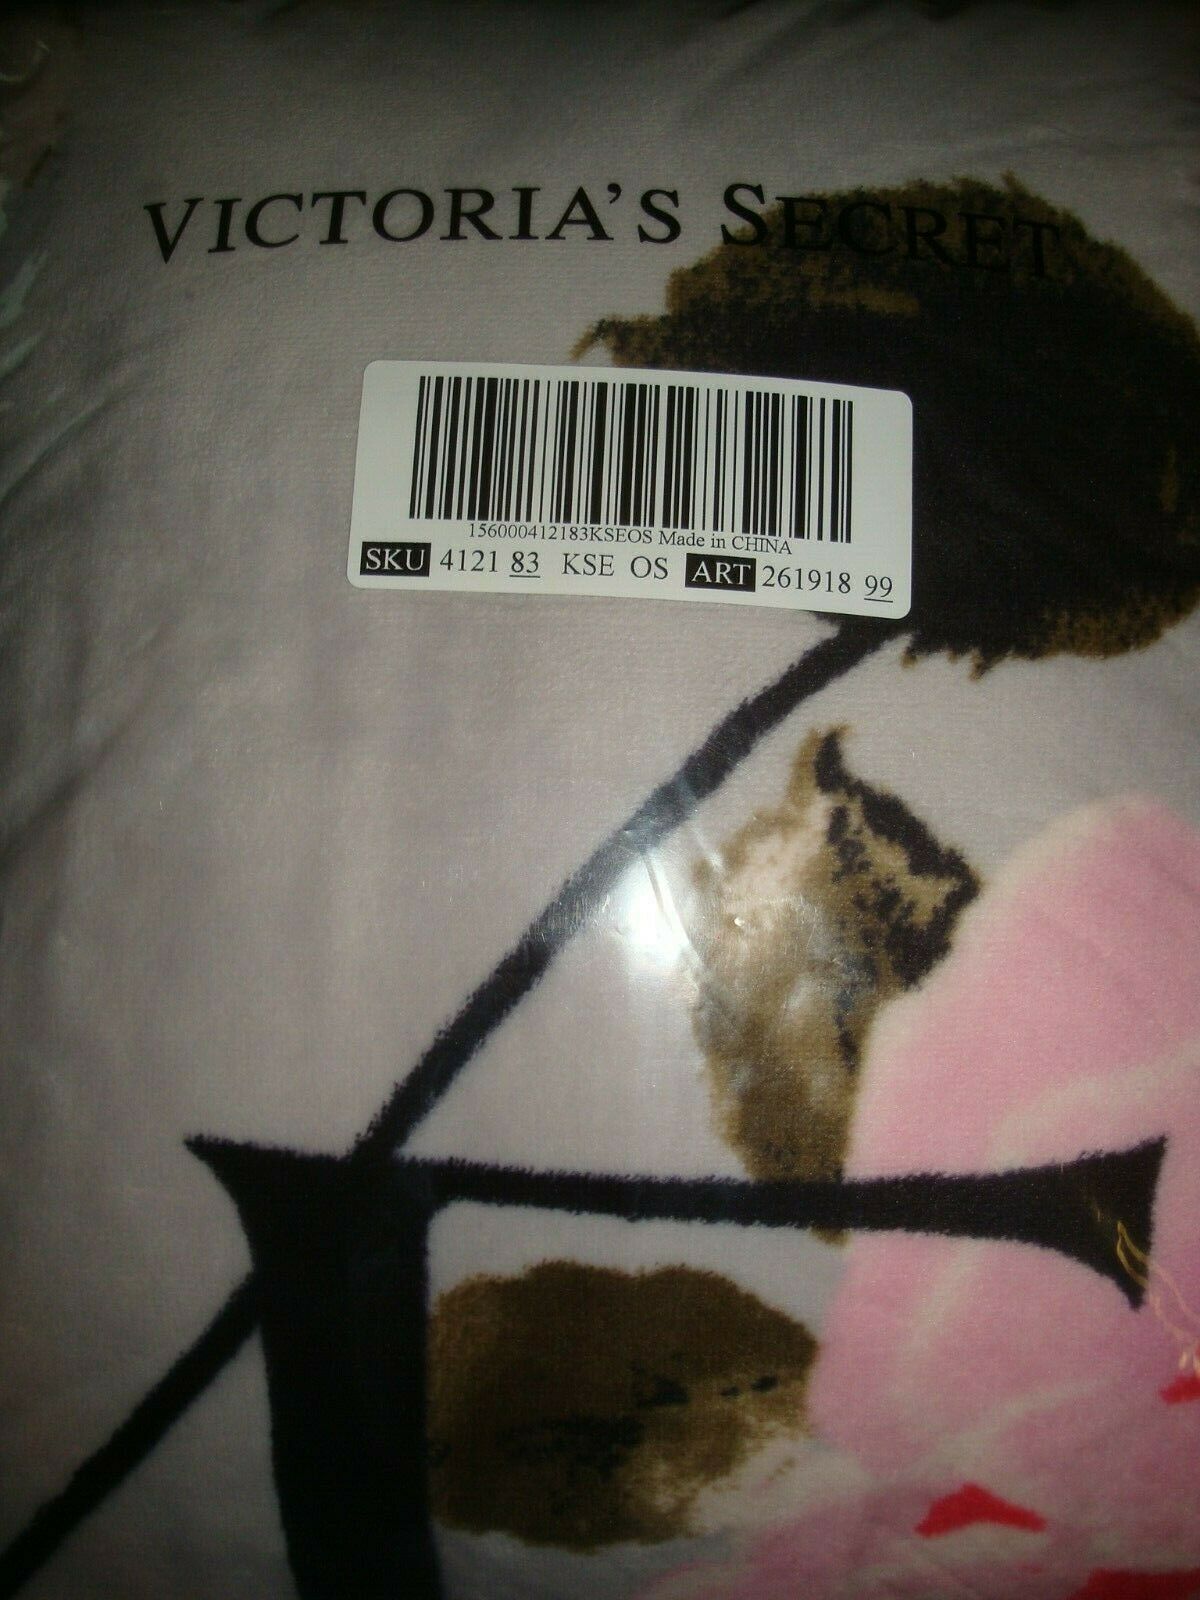 VICTORIA'S SECRET
156000412183KSEOS Made in CHINA
SKU 4121 83 KSE OS ART 261918 99